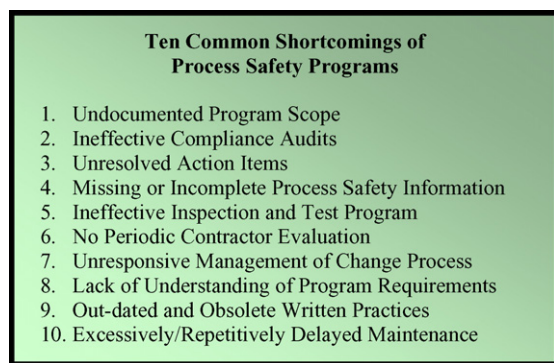 Ten Common Shortcomings of
Process Safety Programs
1. Undocumented Program Scope
2. Ineffective Compliance Audits
3. Unresolved Action Items
4. Missing or Incomplete Process Safety Information
5. Ineffective Inspection and Test Program
6. No Periodic Contractor Evaluation
7. Unresponsive Management of Change Process
8. Lack of Understanding of Program Requirements
9. Out-dated and Obsolete Written Practices
10. Excessively/Repetitively Delayed Maintenance